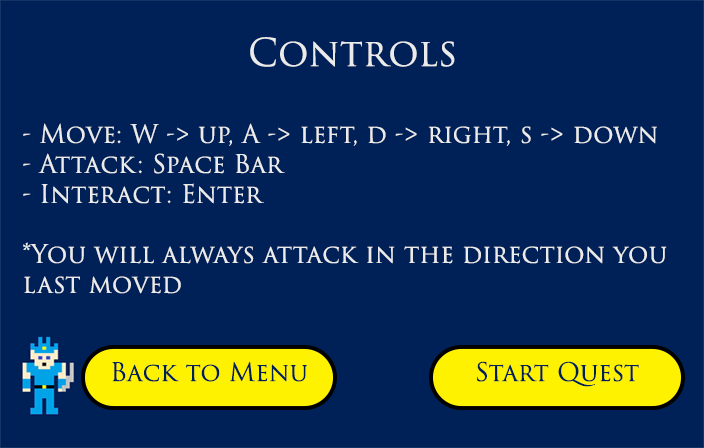 Controls
- Move: W -> up, A -> left, d -> right, s -> down
- Attack: Space Bar
- Interact: Enter
*You will always attack in the direction you
last moved
Back to Menu
Start Quest